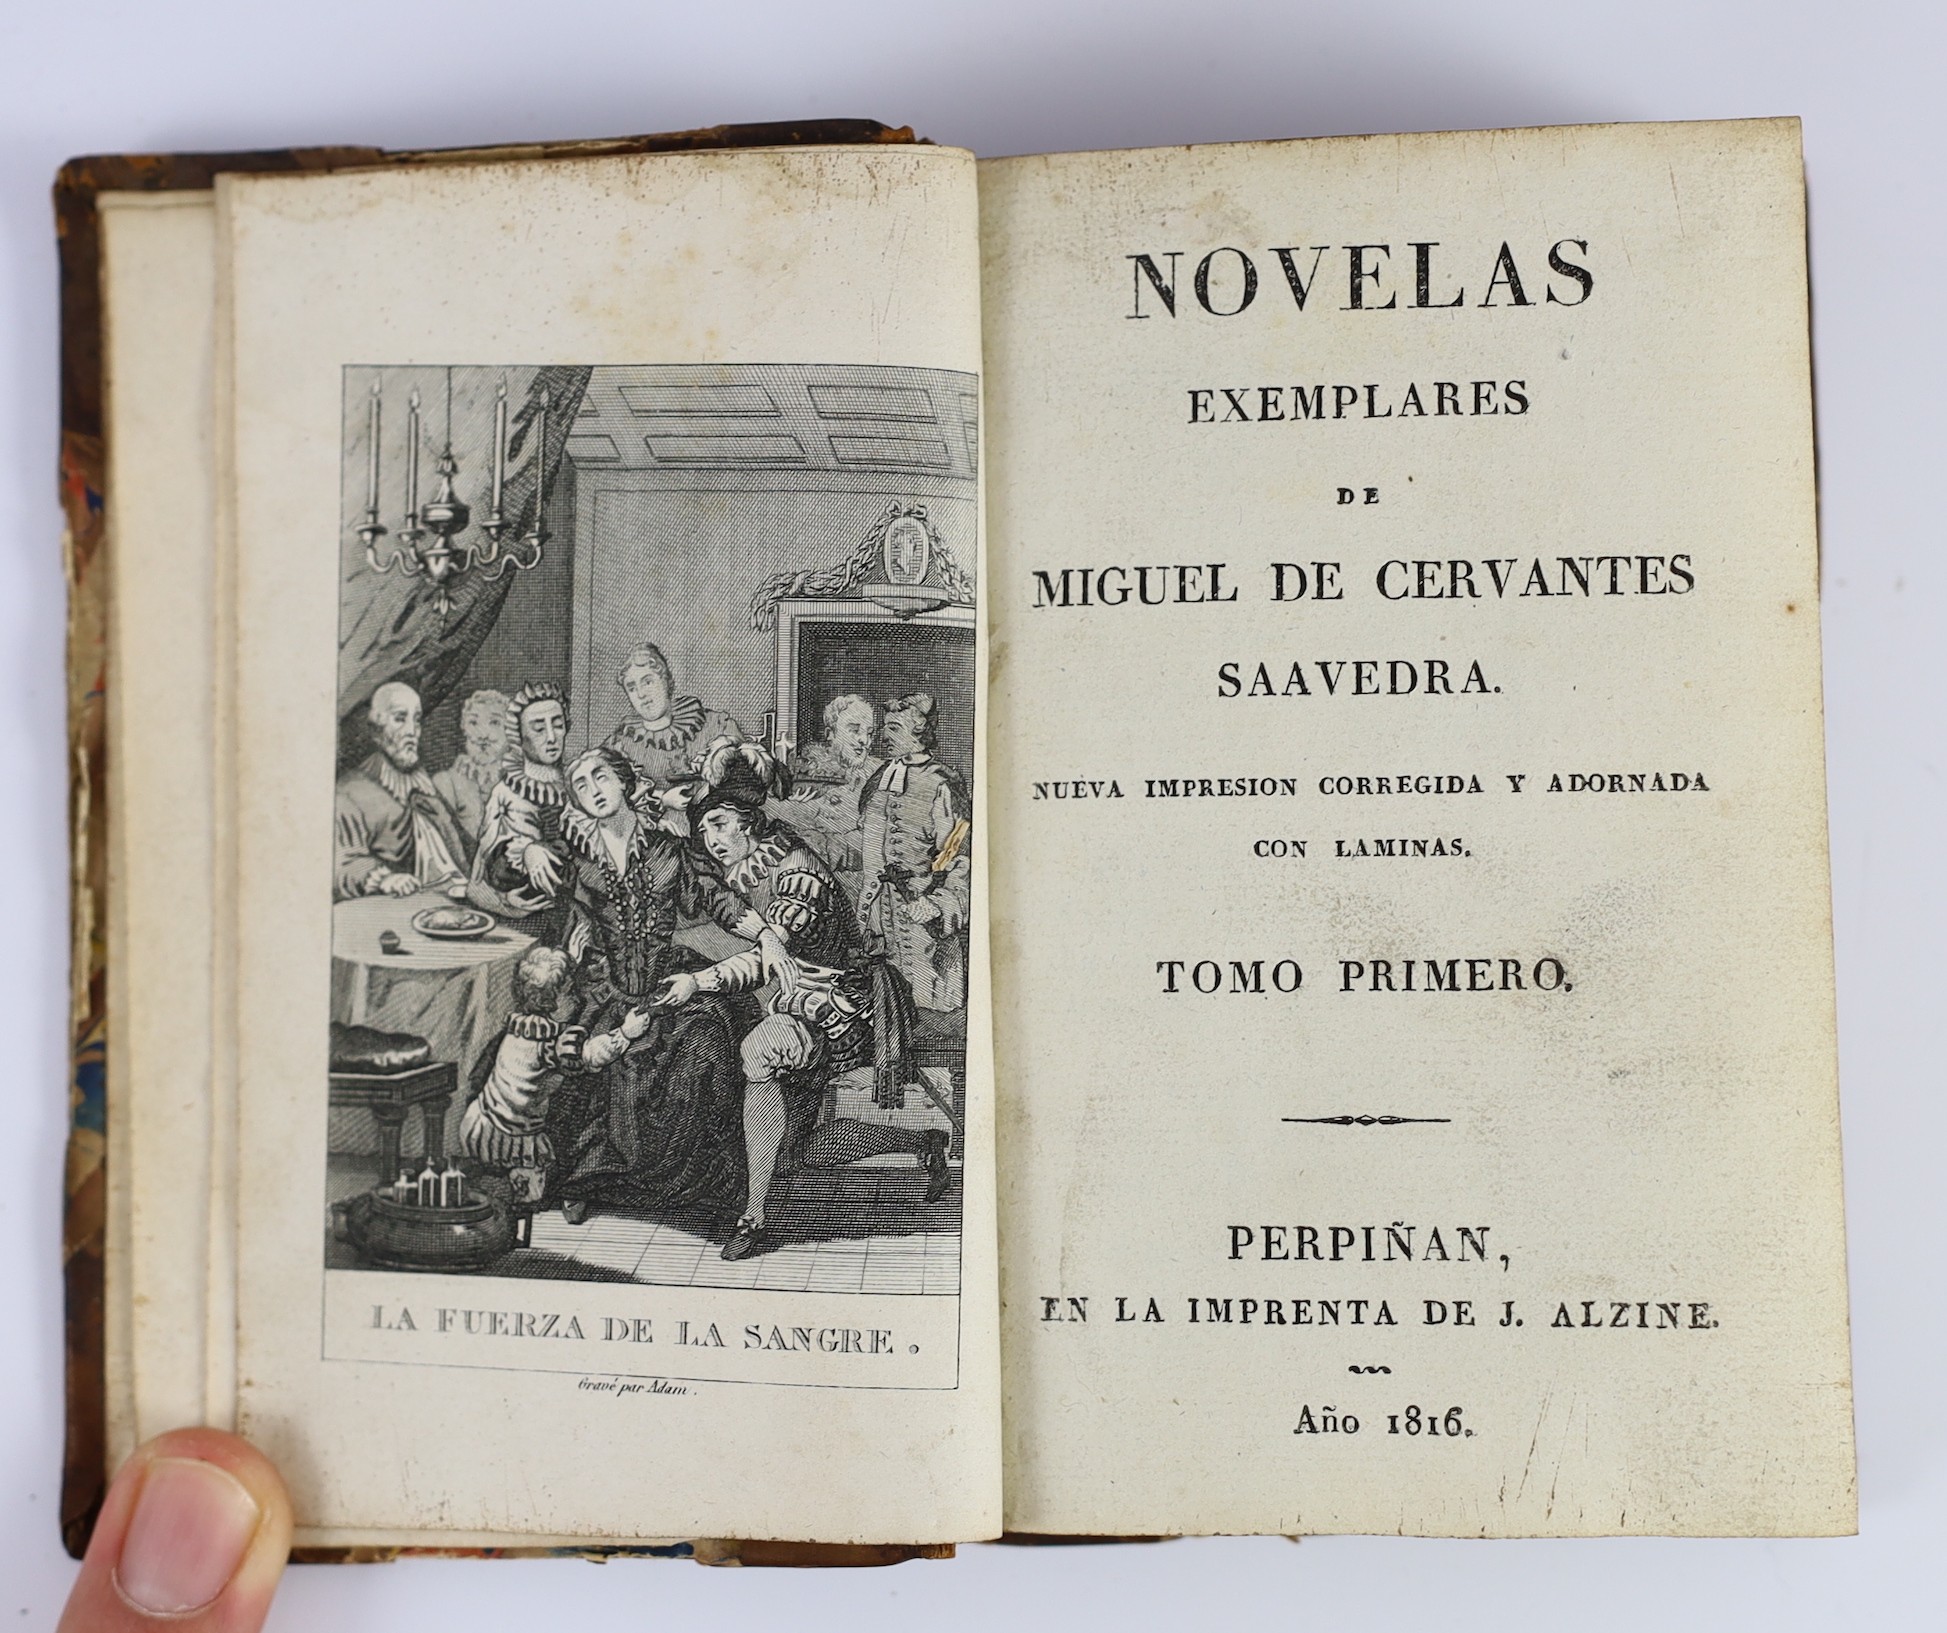 LA FUERZA DE LA SANGRE.
Gravé par Adam.
NOVELAS
EXEMPLARES
DE
MIGUEL DE CERVANTES
SAAVEDRA.
NUEVA IMPRESION CORREGIDA Y ADORNADA
CON LAMINAS.
TOMO PRIMERO.
PERPIÑAN,
EN LA IMPRENTA DE J. ALZINE.
Año 1816.